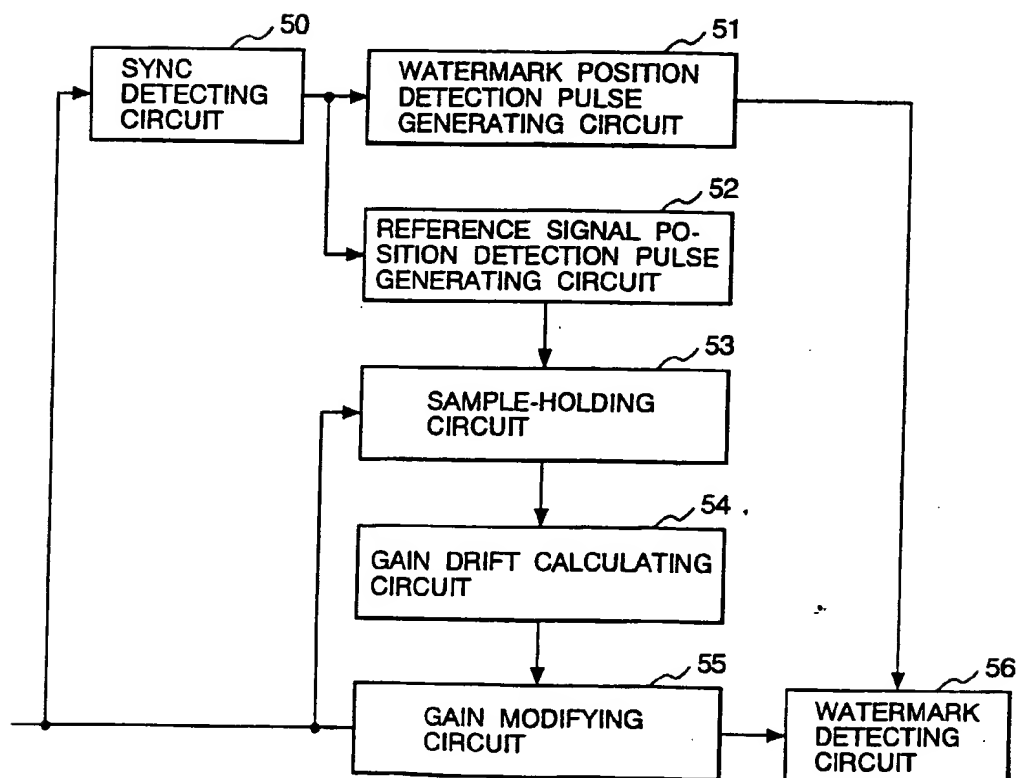 50
SYNC
DETECTING
CIRCUIT
51
WATERMARK POSITION
DETECTION PULSE
GENERATING CIRCUIT
52
REFERENCE SIGNAL PO-
SITION DETECTION PULSE
GENERATING CIRCUIT
53
SAMPLE-HOLDING
CIRCUIT
54
GAIN DRIFT CALCULATING
CIRCUIT
55
GAIN MODIFYING
CIRCUIT
56
WATERMARK
DETECTING
CIRCUIT